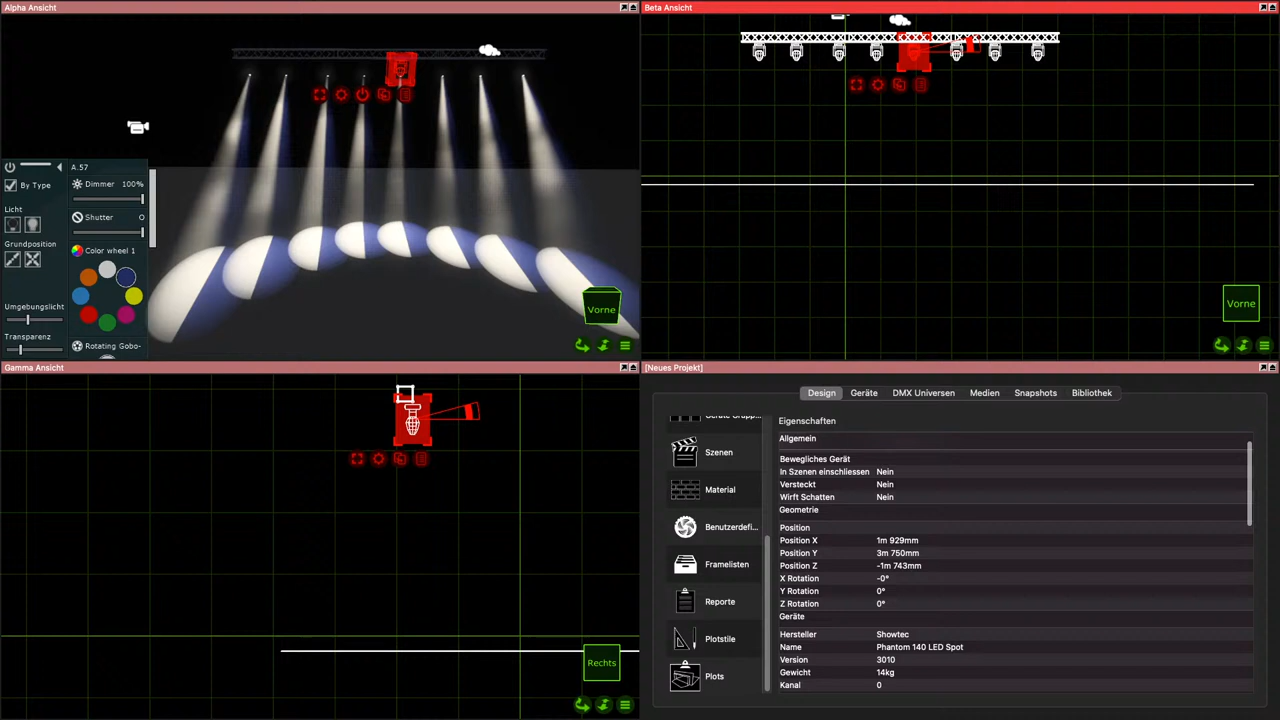 Alpha Ansicht
A.57
By Type
Dimmer 100%
Licht
Shutter
Grundposition
Color wheel 1
Umgebungslicht
Transparenz
Rotating Gobo-
Vorne
Beta Ansicht
Vorne
Gamma Ansicht
Rechts
[Neues Projekt]
Design Geräte DMX Universen Medien Snapshots Bibliothek
Geräte Grupp...
Szenen
Material
Benutzerdefi...
Framelisten
Reporte
Plotstile
Plots
Eigenschaften
Allgemein
Bewegliches Gerät
In Szenen einschliessen Nein
Versteckt Nein
Wirft Schatten Nein
Geometrie
Position
Position X 1m 929mm
Position Y 3m 750mm
Position Z -1m 743mm
X Rotation -0°
Y Rotation 0°
Z Rotation 0°
Geräte
Hersteller Showtec
Name Phantom 140 LED Spot
Version 3010
Gewicht 14kg
Kanal 0